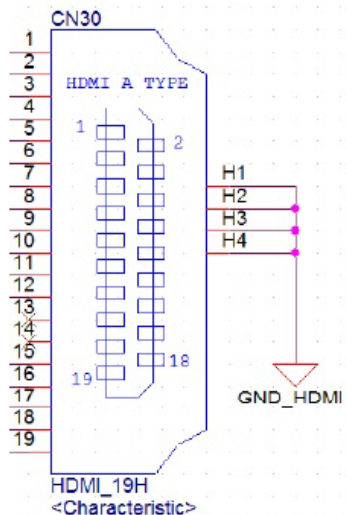 CN30
1
2
3
4
5
6
7
8
9
10
11
12
13
14
15
16
17
18
19
HDMI A TYPE
1
2
19
18
H1
H2
H3
H4
GND_HDMI
HDMI_19H
<Characteristic>